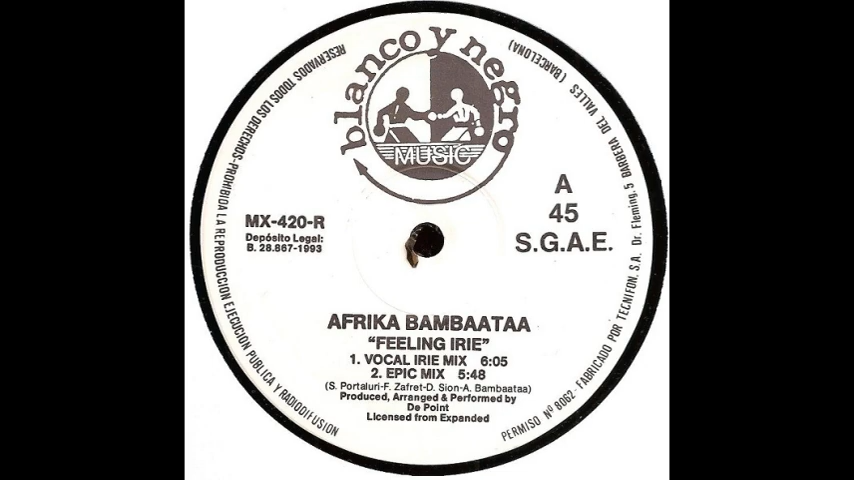 blanco y negro
MUSIC
A
45
S.G.A.E.
MX-420-R
Depósito Legal:
B. 28.867-1993
AFRIKA BAMBAATAA
“FEELING IRIE”
1. VOCAL IRIE MIX 6:05
2. EPIC MIX 5:48
(S. Portaluri-F. Zafret-D. Sion-A. Bambaataa)
Produced, Arranged & Performed by
De Point
Licensed from Expanded
RESERVADOS TODOS LOS DERECHOS-PROHIBIDA LA REPRODUCCION EJECUCION PUBLICA Y RADIODIFUSION
PERMISO Nº 8062-FABRICADO POR TECNIFON. S.A. Dr. Fleming, 5 BARBERA DEL VALLES (BARCELONA)